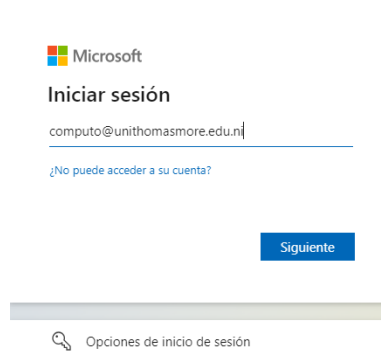 Microsoft
Iniciar sesión
computo@unithomasmore.edu.ni
¿No puede acceder a su cuenta?
Siguiente
Opciones de inicio de sesión